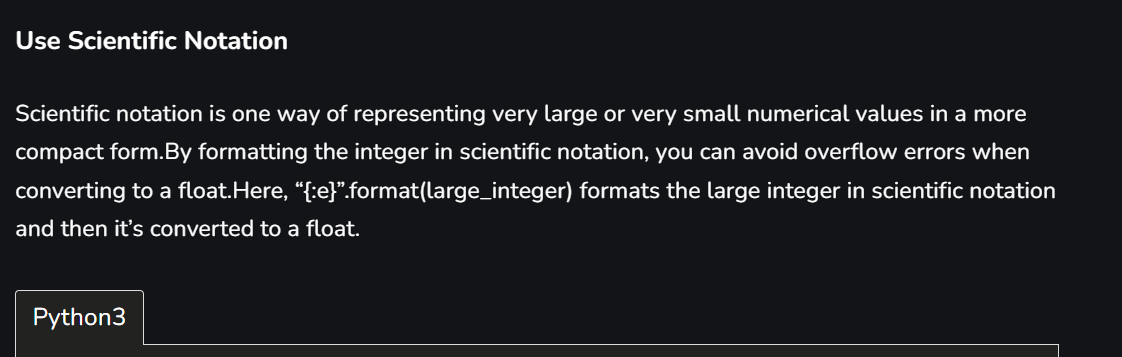 Use Scientific Notation
Scientific notation is one way of representing very large or very small numerical values in a more
compact form.By formatting the integer in scientific notation, you can avoid overflow errors when
converting to a float.Here, “{:e}”.format(large_integer) formats the large integer in scientific notation
and then it’s converted to a float.
Python3